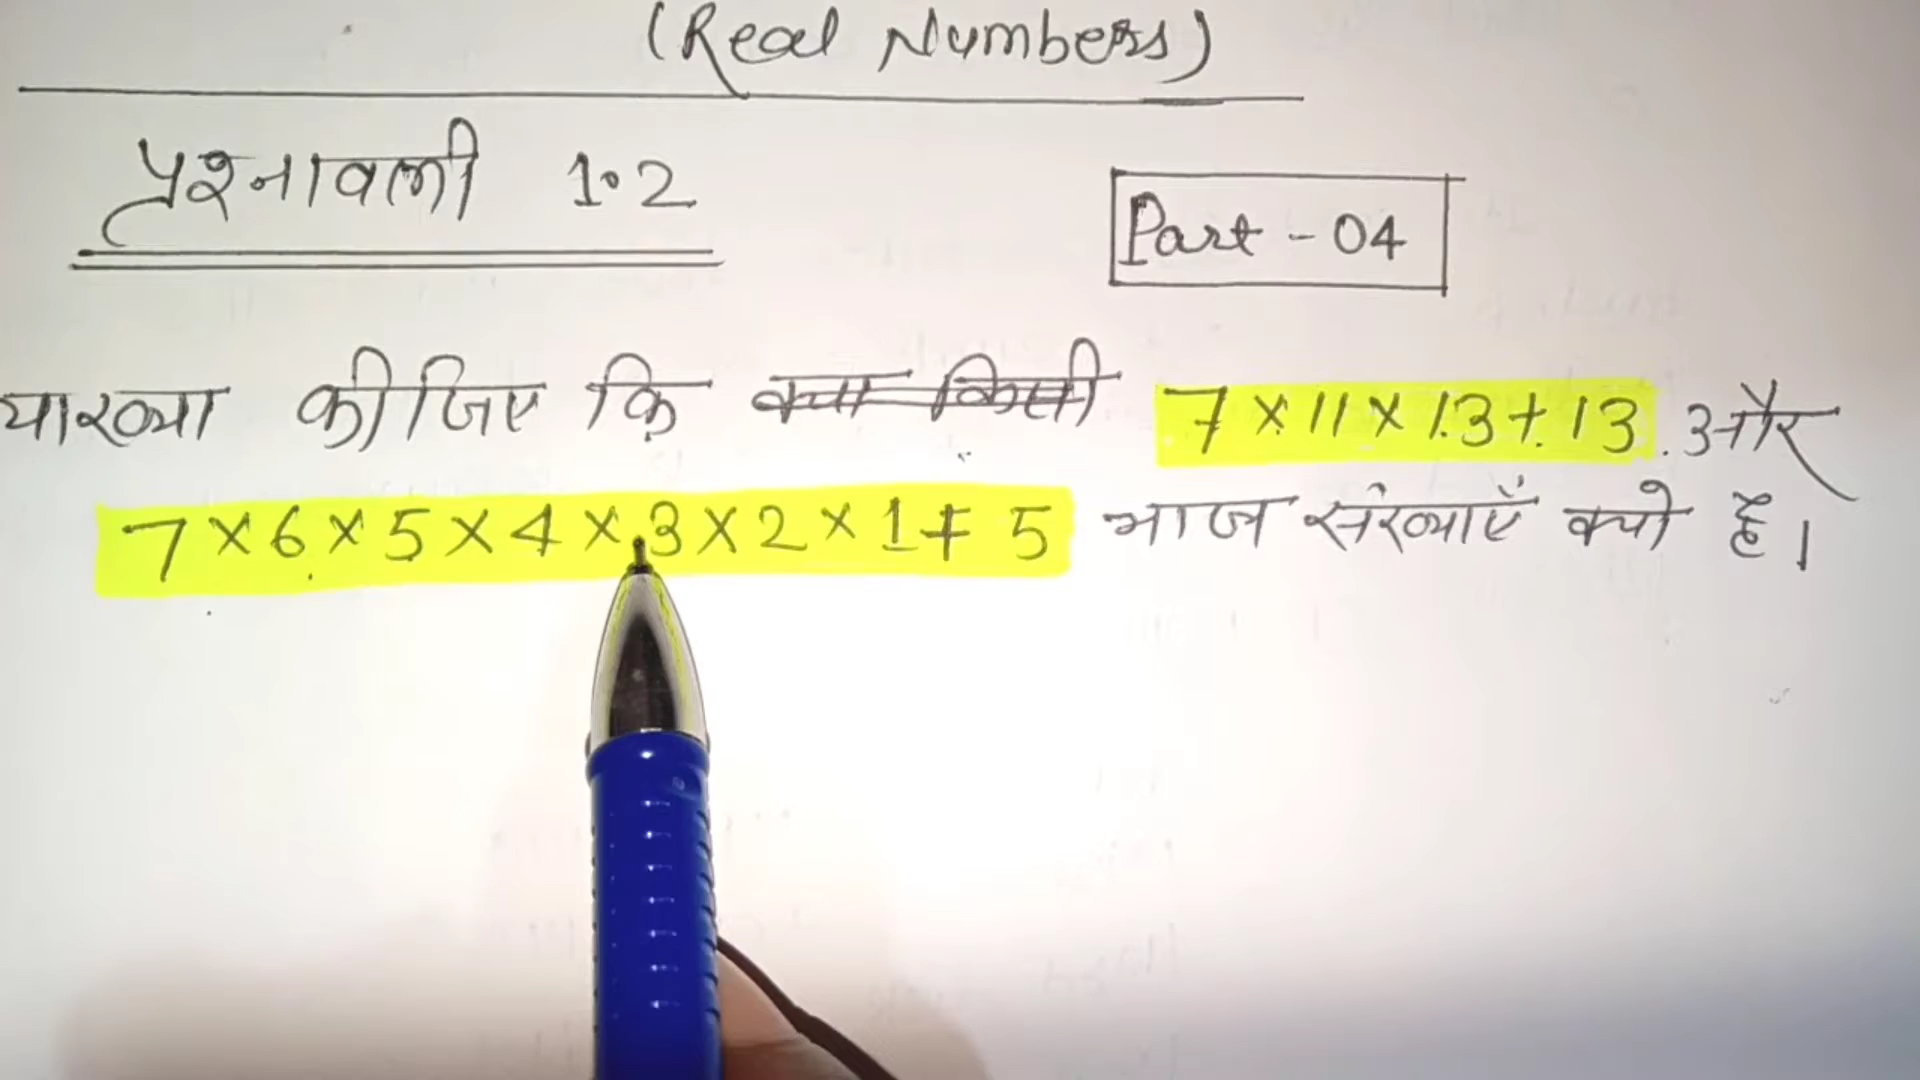 (Real Numbers)
प्रश्नावली 1.2
Part - 04
याख्या कीजिए कि क्या किसी 7 × 11 × 13 + 13 और
7 × 6 × 5 × 4 × 3 × 2 × 1 + 5 भाज्य संख्याएँ क्यों हैं।